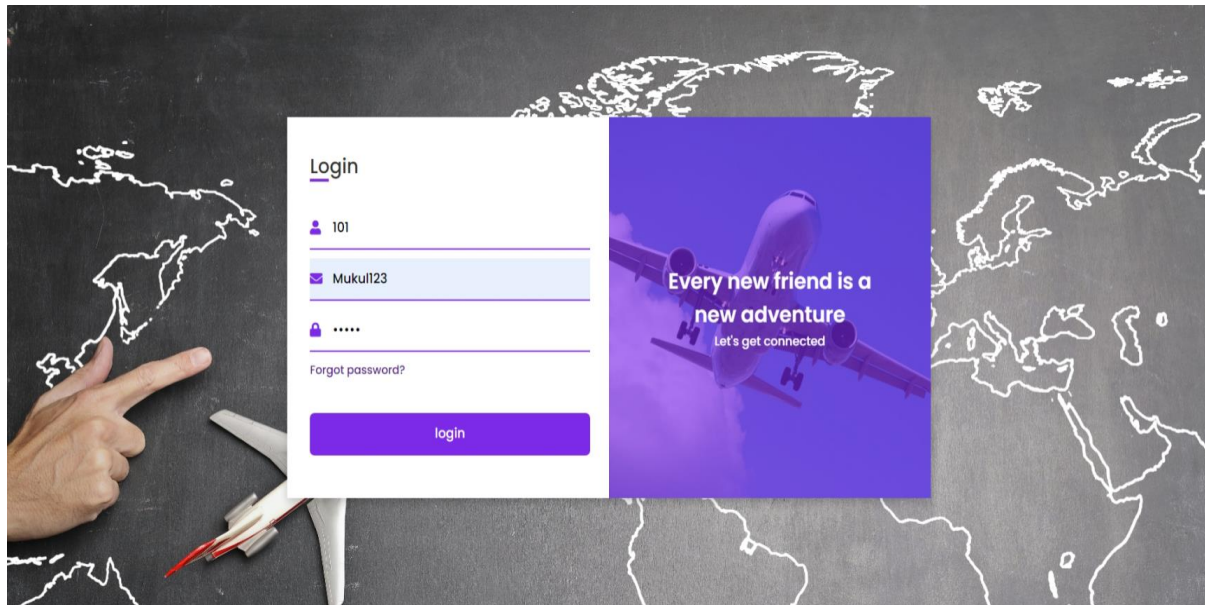 Login
101
Mukul123
•••••
Forgot password?
login
Every new friend is a
new adventure
Let's get connected